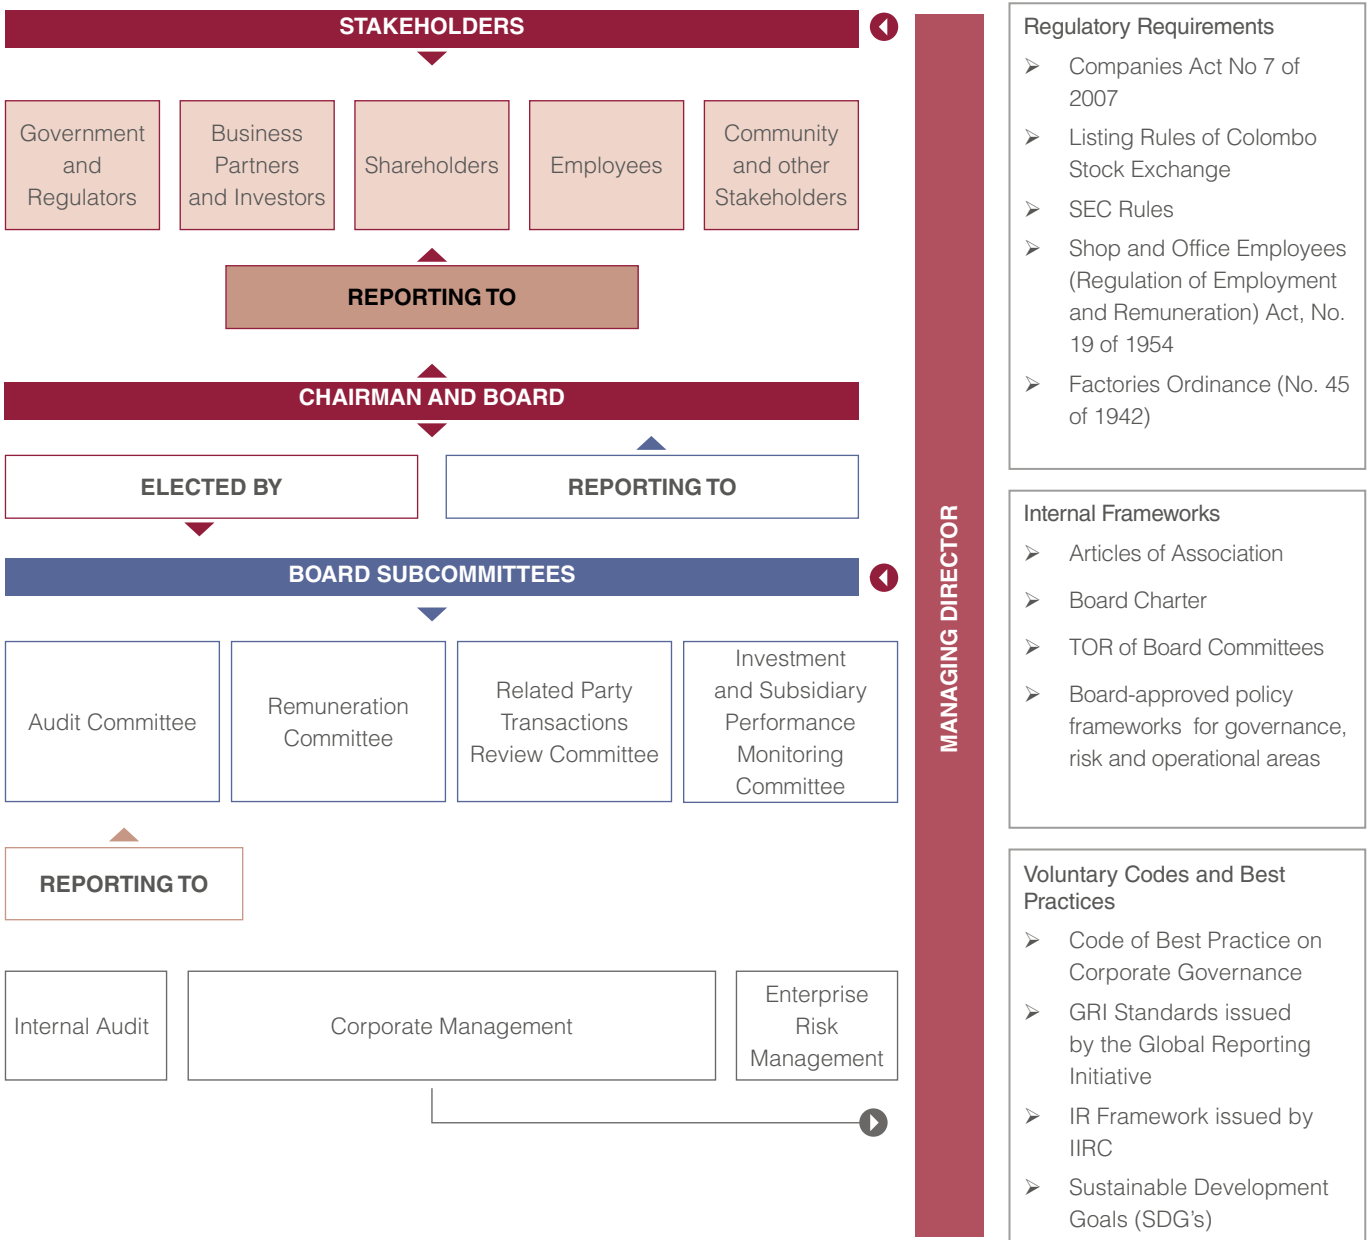 STAKEHOLDERS
Government
and
Regulators
Business
Partners
and Investors
Shareholders
Employees
Community
and other
Stakeholders
REPORTING TO
CHAIRMAN AND BOARD
ELECTED BY
REPORTING TO
BOARD SUBCOMMITTEES
Audit Committee
Remuneration
Committee
Related Party
Transactions
Review Committee
Investment
and Subsidiary
Performance
Monitoring
Committee
REPORTING TO
Internal Audit
Corporate Management
Enterprise
Risk
Management
MANAGING DIRECTOR
Regulatory Requirements
➢ Companies Act No 7 of
2007
➢ Listing Rules of Colombo
Stock Exchange
➢ SEC Rules
➢ Shop and Office Employees
(Regulation of Employment
and Remuneration) Act, No.
19 of 1954
➢ Factories Ordinance (No. 45
of 1942)
Internal Frameworks
➢ Articles of Association
➢ Board Charter
➢ TOR of Board Committees
➢ Board-approved policy
frameworks for governance,
risk and operational areas
Voluntary Codes and Best
Practices
➢ Code of Best Practice on
Corporate Governance
➢ GRI Standards issued
by the Global Reporting
Initiative
➢ IR Framework issued by
IIRC
➢ Sustainable Development
Goals (SDG's)